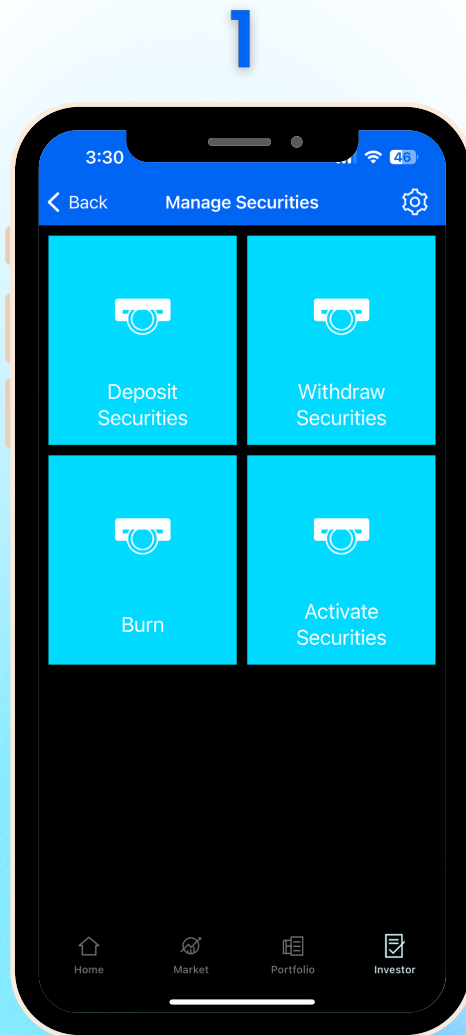 1
3:30
46
Back
Manage Securities
Deposit
Securities
Withdraw
Securities
Burn
Activate
Securities
Home
Market
Portfolio
Investor